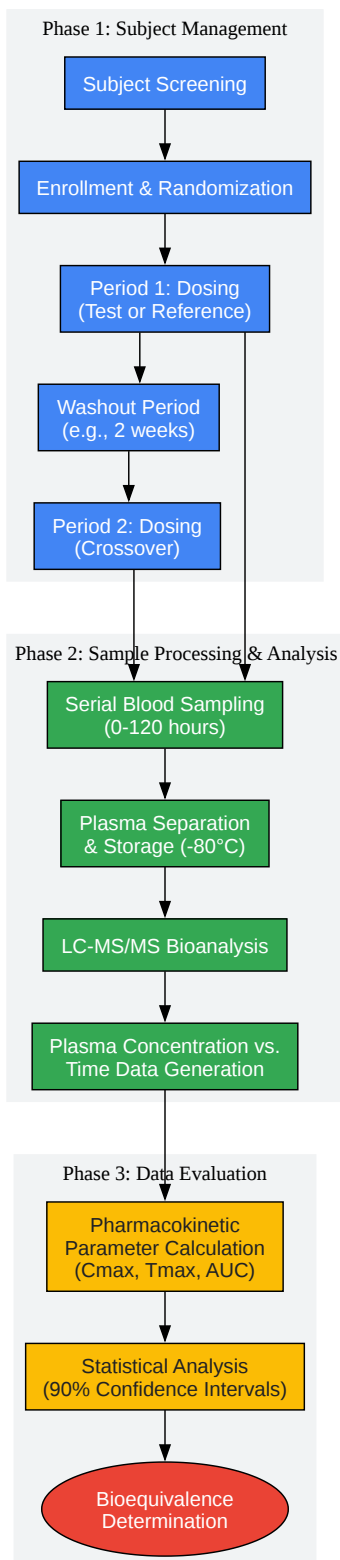 Phase 1: Subject Management
Subject Screening
Enrollment & Randomization
Period 1: Dosing
(Test or Reference)
Washout Period
(e.g., 2 weeks)
Period 2: Dosing
(Crossover)
Phase 2: Sample Processing & Analysis
Serial Blood Sampling
(0-120 hours)
Plasma Separation
& Storage (-80°C)
LC-MS/MS Bioanalysis
Plasma Concentration vs.
Time Data Generation
Phase 3: Data Evaluation
Pharmacokinetic
Parameter Calculation
(Cmax, Tmax, AUC)
Statistical Analysis
(90% Confidence Intervals)
Bioequivalence
Determination